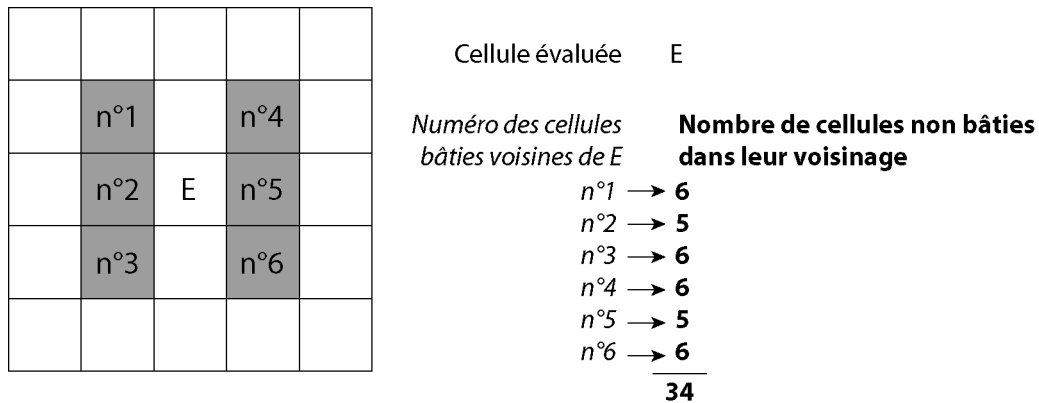 n°1 n°4
n°2 E n°5
n°3 n°6
Cellule évaluée E
Numéro des cellules
bâties voisines de E
Nombre de cellules non bâties
dans leur voisinage
n°1 → 6
n°2 → 5
n°3 → 6
n°4 → 6
n°5 → 5
n°6 → 6
34